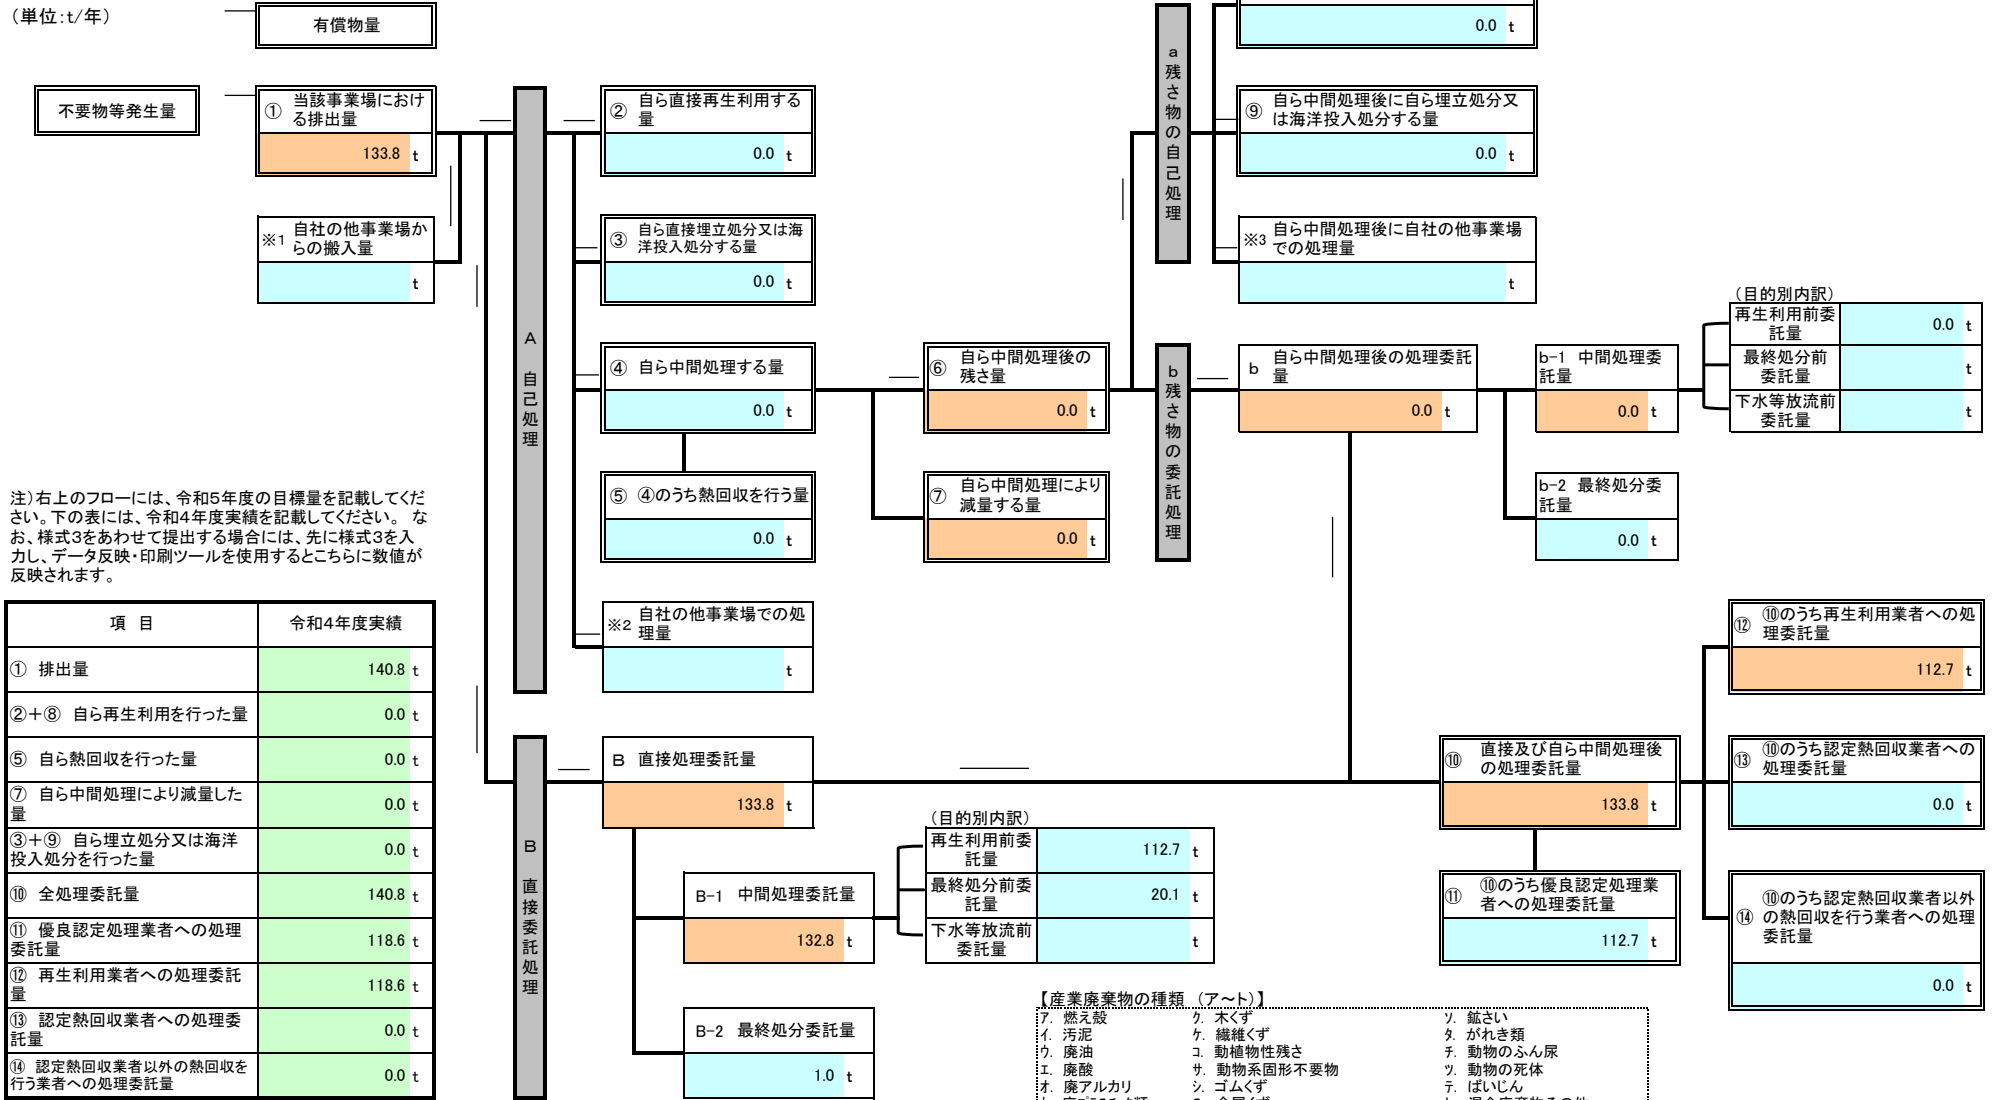 （単位：t/年）
有償物量
不要物等発生量
①
当該事業場におけ
る排出量
133.8 t
※1
自社の他事業場か
らの搬入量
t
A 自己処理
②
自ら直接再生利用する
量
0.0 t
③
自ら直接埋立処分又は海
洋投入処分する量
0.0 t
④ 自ら中間処理する量
0.0 t
⑤ ④のうち熱回収を行う量
0.0 t
※2
自社の他事業場での処
理量
t
⑥
自ら中間処理後の
残さ量
0.0 t
⑦
自ら中間処理により
減量する量
0.0 t
a 残さ物の自己処理
0.0 t
⑨
自ら中間処理後に自ら埋立処分又
は海洋投入処分する量
0.0 t
※3
自ら中間処理後に自社の他事業場
での処理量
t
b 残さ物の委託処理
b
自ら中間処理後の処理委託
量
0.0 t
b-1 中間処理委
託量
0.0 t
b-2 最終処分委
託量
0.0 t
（目的別内訳）
再生利用前委
託量
0.0 t
最終処分前
委託量
t
下水等放流前
委託量
t
注）右上のフローには、令和５年度の目標量を記載してくだ
さい。下の表には、令和４年度実績を記載してください。 な
お、様式３をあわせて提出する場合には、先に様式３を入
力し、データ反映・印刷ツールを使用するとこちらに数値が
反映されます。
項 目 令和４年度実績
① 排出量 140.8 t
②＋⑧ 自ら再生利用を行った量 0.0 t
⑤ 自ら熱回収を行った量 0.0 t
⑦ 自ら中間処理により減量した
量 0.0 t
③＋⑨ 自ら埋立処分又は海洋
投入処分を行った量 0.0 t
⑩ 全処理委託量 140.8 t
⑪ 優良認定処理業者への処理
委託量 118.6 t
⑫ 再生利用業者への処理委託
量 118.6 t
⑬ 認定熱回収業者への処理委
託量 0.0 t
⑭ 認定熱回収業者以外の熱回収を
行う業者への処理委託量 0.0 t
B 直接委託処理
B 直接処理委託量
133.8 t
B-1 中間処理委託量
132.8 t
B-2 最終処分委託量
1.0 t
（目的別内訳）
再生利用前委
託量
112.7 t
最終処分前委
託量
20.1 t
下水等放流前
委託量
t
⑩
直接及び自ら中間処理後
の処理委託量
133.8 t
⑪
⑩のうち優良認定処理業
者への処理委託量
112.7 t
⑫
⑩のうち再生利用業者への処
理委託量
112.7 t
⑬
⑩のうち認定熱回収業者への
処理委託量
0.0 t
⑭
⑩のうち認定熱回収業者以外
の熱回収を行う業者への処理
委託量
0.0 t
【産業廃棄物の種類 （ア～ト）】
ｱ. 燃え殻 ｸ. 木くず ｿ. 鉱さい
ｲ. 汚泥 ｹ. 繊維くず ﾀ. がれき類
ｳ. 廃油 ｺ. 動植物性残さ ﾁ. 動物のふん尿
ｴ. 廃酸 ｻ. 動物系固形不要物 ﾂ. 動物の死体
ｵ. 廃アルカリ ｼ. ゴムくず ﾃ. ばいじん